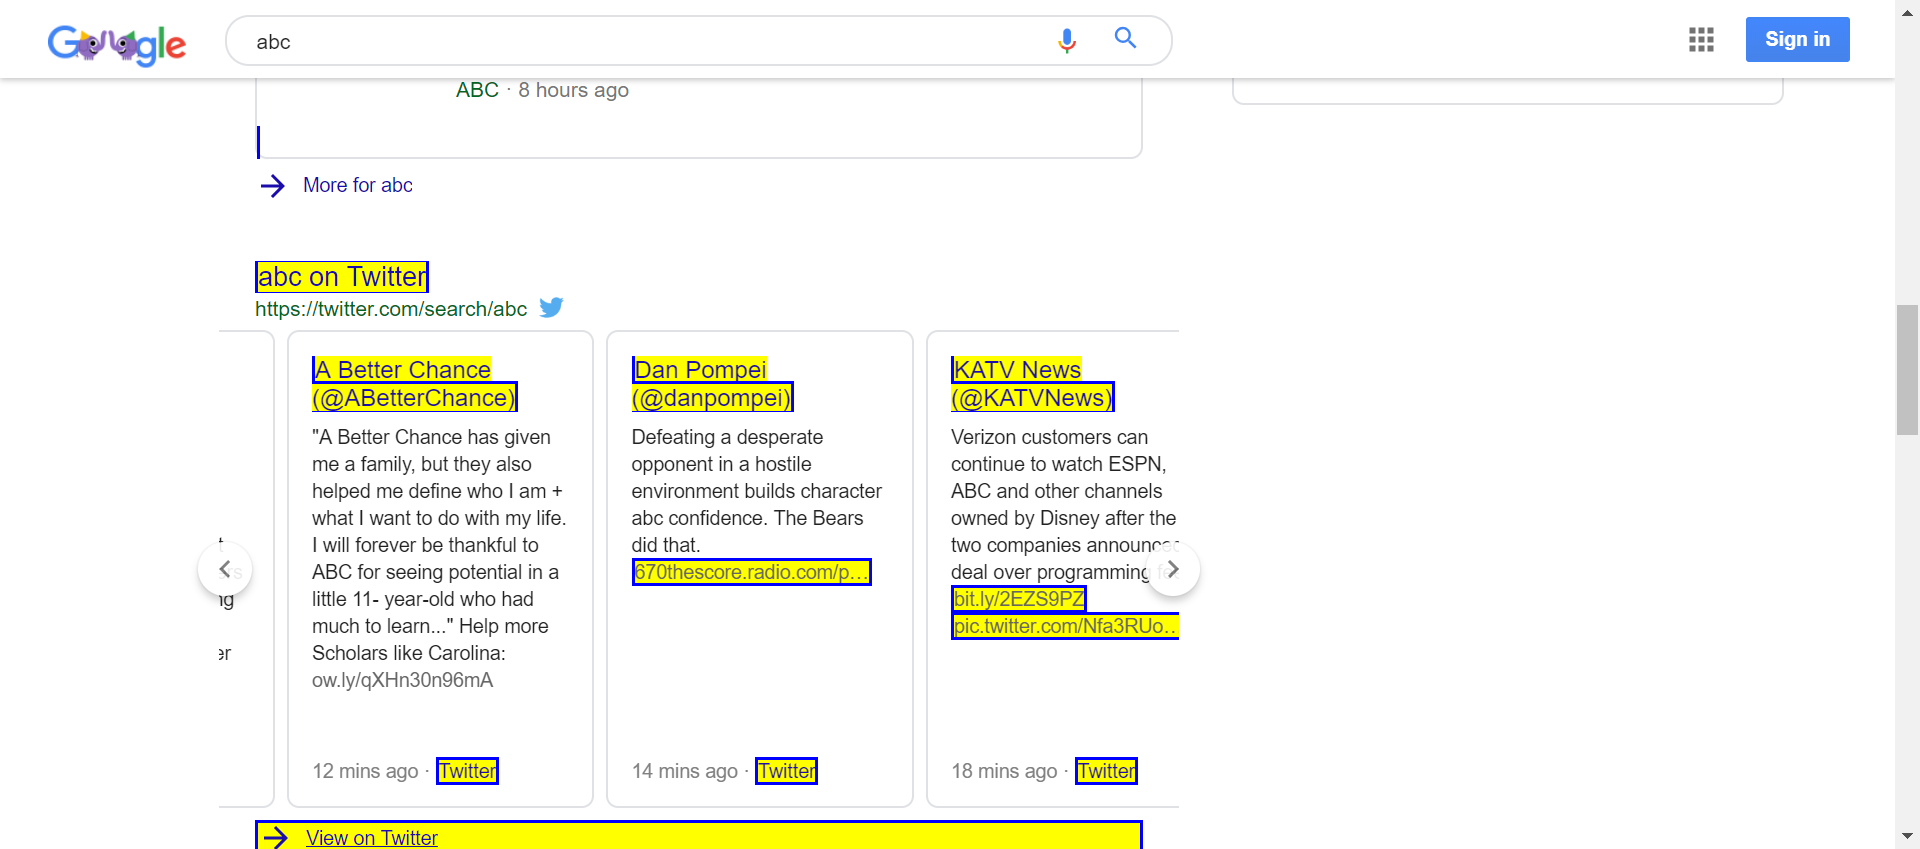 Google
abc
Sign in
ABC · 8 hours ago
More for abc
abc on Twitter
https://twitter.com/search/abc
A Better Chance
(@ABetterChance)
"A Better Chance has given
me a family, but they also
helped me define who I am +
what I want to do with my life.
I will forever be thankful to
ABC for seeing potential in a
little 11- year-old who had
much to learn..." Help more
Scholars like Carolina:
ow.ly/qXHn30n96mA
12 mins ago · Twitter
Dan Pompei
(@danpompei)
Defeating a desperate
opponent in a hostile
environment builds character
abc confidence. The Bears
did that.
670thescore.radio.com/p…
14 mins ago · Twitter
KATV News
(@KATVNews)
Verizon customers can
continue to watch ESPN,
ABC and other channels
owned by Disney after the
two companies announced
deal over programming
bit.ly/2EZS9PZ
pic.twitter.com/Nfa3RUo…
18 mins ago · Twitter
View on Twitter